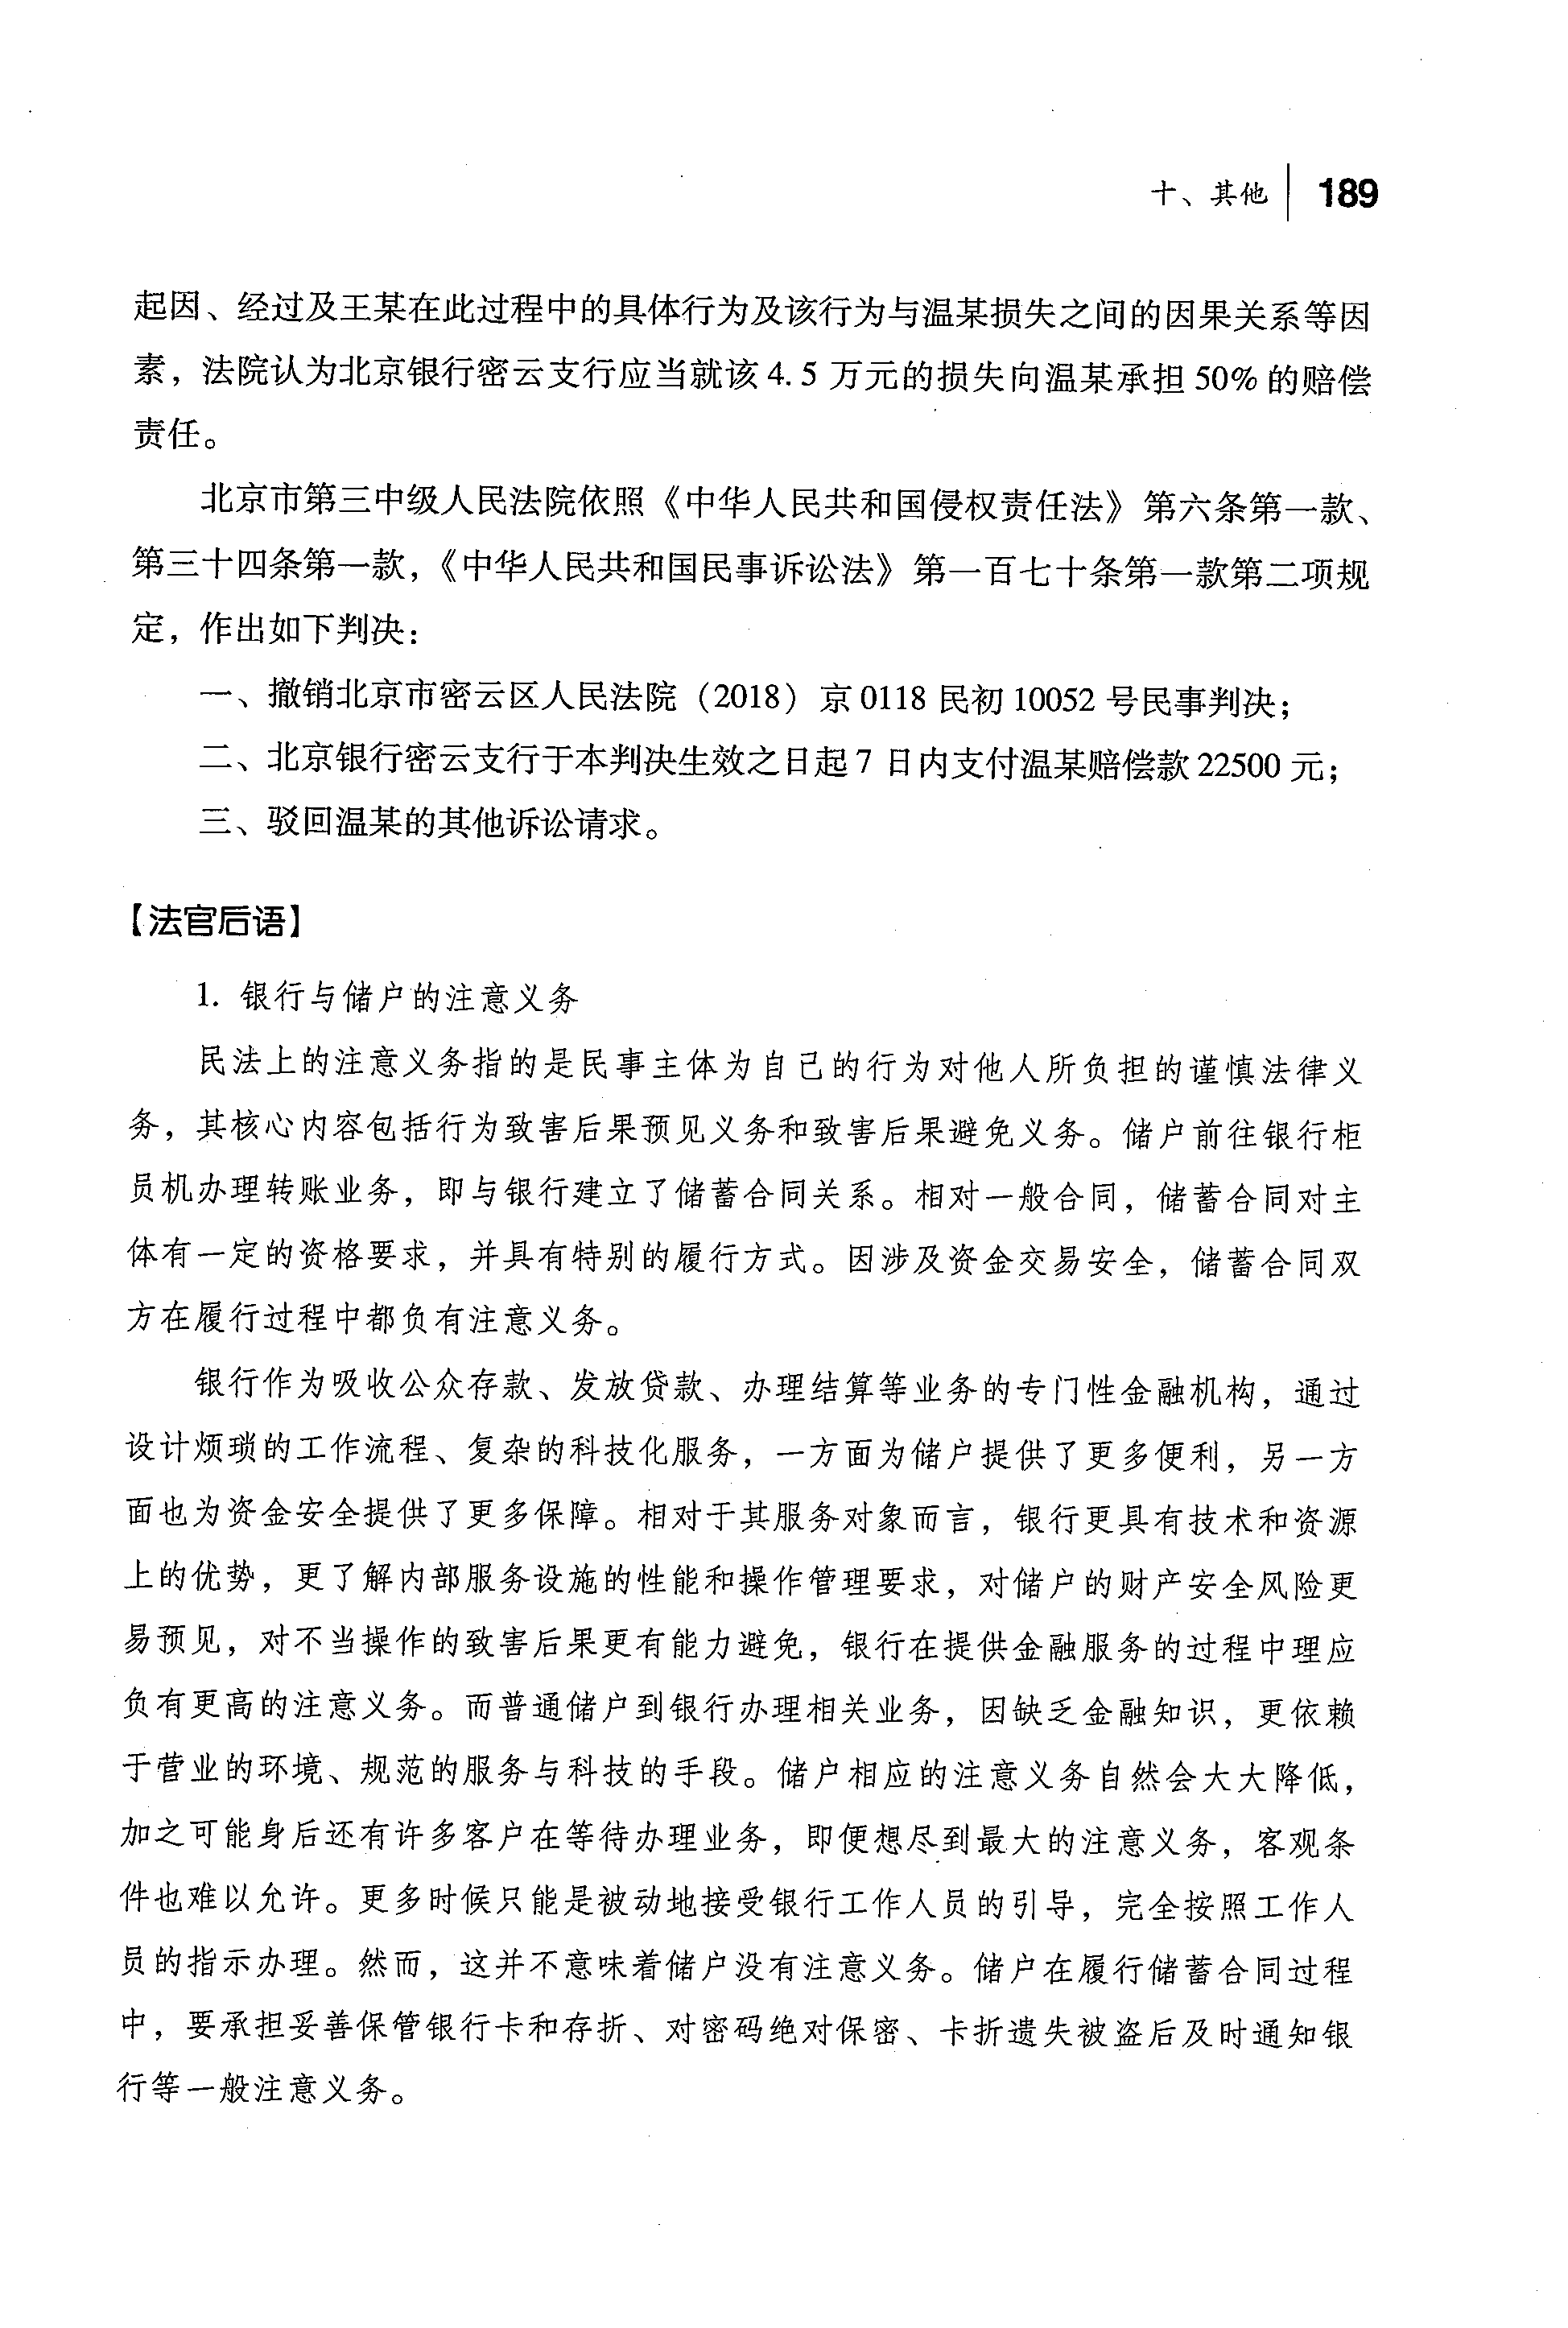 十、其他 189
起因、经过及王某在此过程中的具体行为及该行为与温某损失之间的因果关系等因
素，法院认为北京银行密云支行应当就该 4.5 万元的损失向温某承担 50% 的赔偿
责任。
北京市第三中级人民法院依照《中华人民共和国侵权责任法》第六条第一款、
第三十四条第一款，《中华人民共和国民事诉讼法》第一百七十条第一款第二项规
定，作出如下判决：
一、撤销北京市密云区人民法院（2018）京 0118 民初 10052 号民事判决；
二、北京银行密云支行于本判决生效之日起 7 日内支付温某赔偿款 22500 元；
三、驳回温某的其他诉讼请求。
【法官后语】
1. 银行与储户的注意义务
民法上的注意义务指的是民事主体为自己的行为对他人所负担的谨慎法律义
务，其核心内容包括行为致害后果预见义务和致害后果避免义务。储户前往银行柜
员机办理转账业务，即与银行建立了储蓄合同关系。相对一般合同，储蓄合同对主
体有一定的资格要求，并具有特别的履行方式。因涉及资金交易安全，储蓄合同双
方在履行过程中都负有注意义务。
银行作为吸收公众存款、发放贷款、办理结算等业务的专门性金融机构，通过
设计烦琐的工作流程、复杂的科技化服务，一方面为储户提供了更多便利，另一方
面也为资金安全提供了更多保障。相对于其服务对象而言，银行更具有技术和资源
上的优势，更了解内部服务设施的性能和操作管理要求，对储户的财产安全风险更
易预见，对不当操作的致害后果更有能力避免，银行在提供金融服务的过程中理应
负有更高的注意义务。而普通储户到银行办理相关业务，因缺乏金融知识，更依赖
于营业的环境、规范的服务与科技的手段。储户相应的注意义务自然会大大降低，
加之可能身后还有许多客户在等待办理业务，即便想尽到最大的注意义务，客观条
件也难以允许。更多时候只能是被动地接受银行工作人员的引导，完全按照工作人
员的指示办理。然而，这并不意味着储户没有注意义务。储户在履行储蓄合同过程
中，要承担妥善保管银行卡和存折、对密码绝对保密、卡折遗失被盗后及时通知银
行等一般注意义务。